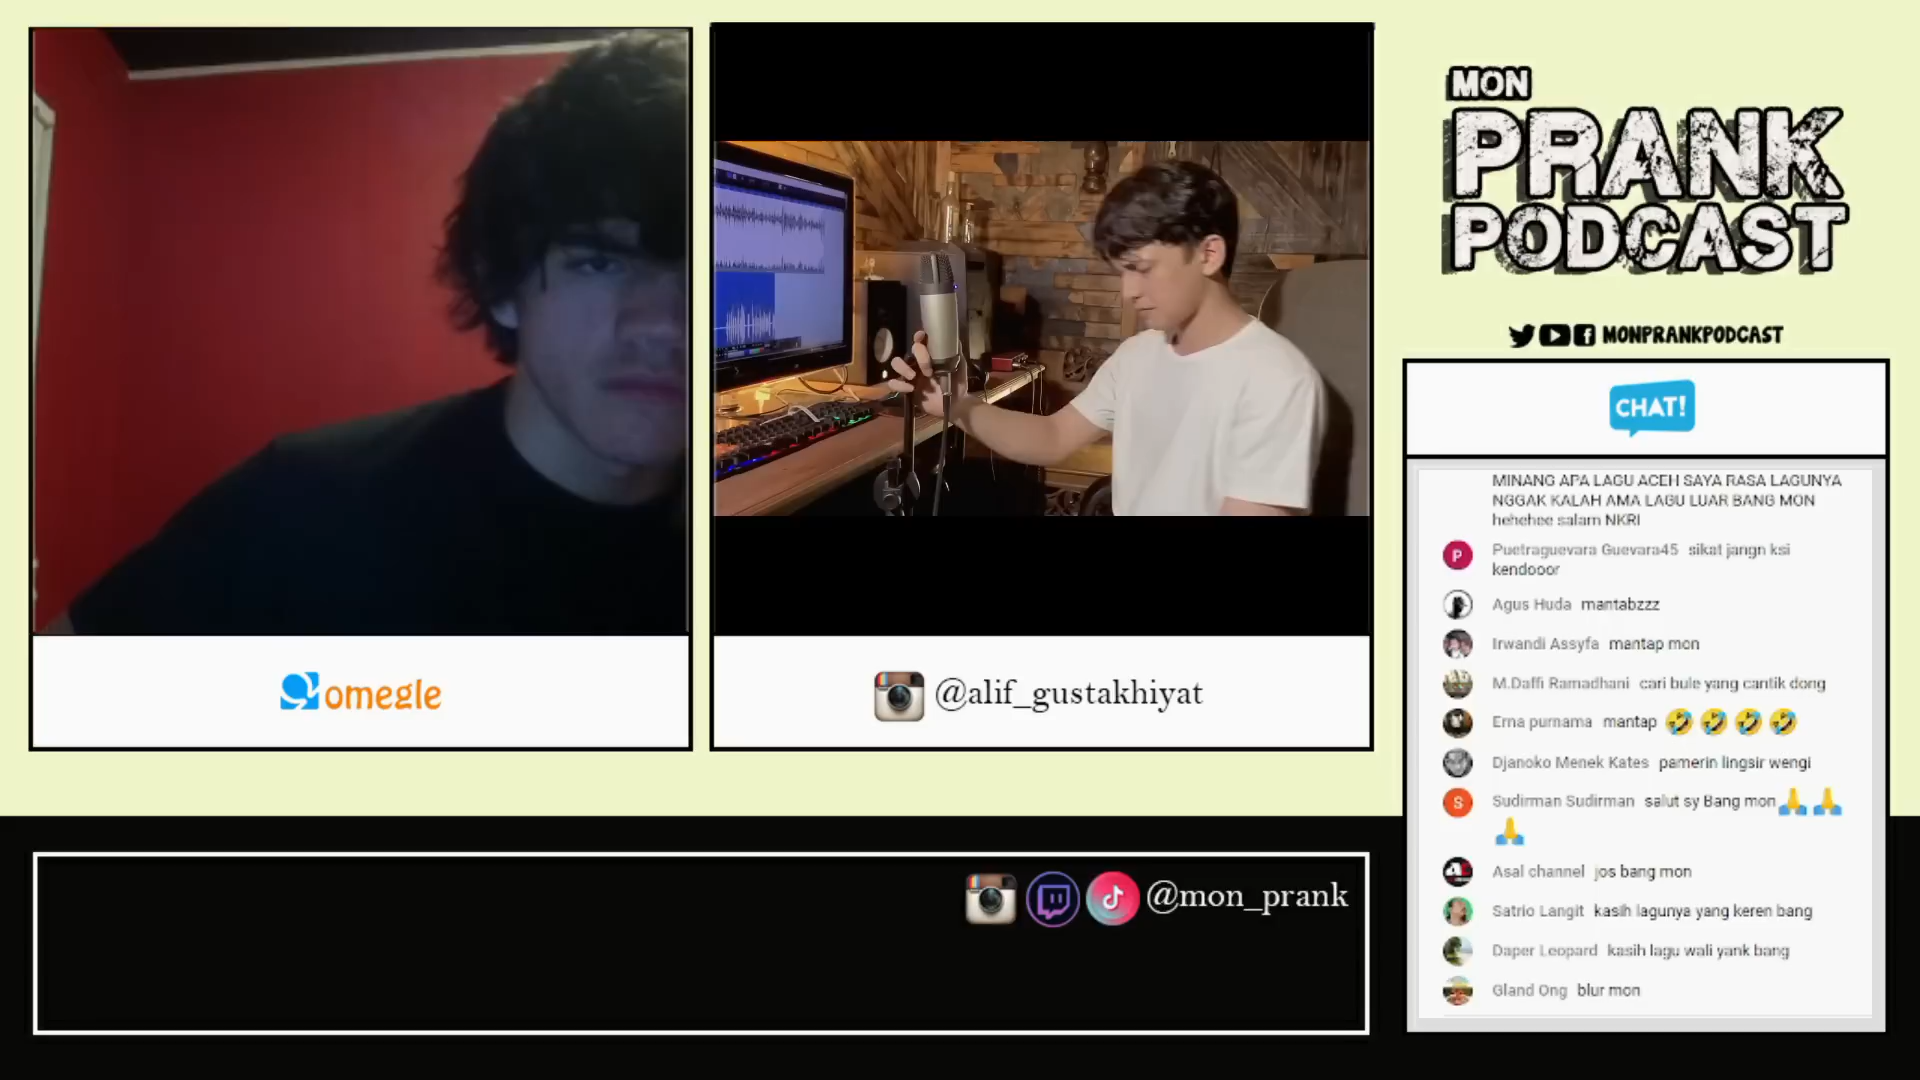 MON
PRANK
PODCAST
MONPRANKPODCAST
omegle
@alif_gustakhiyat
CHAT!
MINANG APA LAGU ACEH SAYA RASA LAGUNYA
NGGAK KALAH AMA LAGU LUAR BANG MON
hehehee salam NKRI
P
Puetraguevara Guevara45 sikat jangn ksi
kendooor
Agus Huda mantabzzz
Irwandi Assyfa mantap mon
M.Daffi Ramadhani cari bule yang cantik dong
Erna purnama mantap 🤣 🤣 🤣 🤣
Djanoko Menek Kates pamerin lingsir wengi
S
Sudirman Sudirman salut sy Bang mon 🙏 🙏
🙏
Asal channel jos bang mon
Satrio Langit kasih lagunya yang keren bang
Daper Leopard kasih lagu wali yank bang
Gland Ong blur mon
@mon_prank